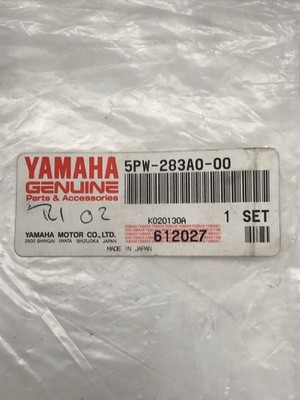 YAMAHA
GENUINE
Parts & Accessories
5PW-283A0-00
R1 02
K020130A
1 SET
YAMAHA MOTOR CO.,LTD.
2500 SHINGAI IWATA SHIZUOKA JAPAN
612027
MADE IN JAPAN